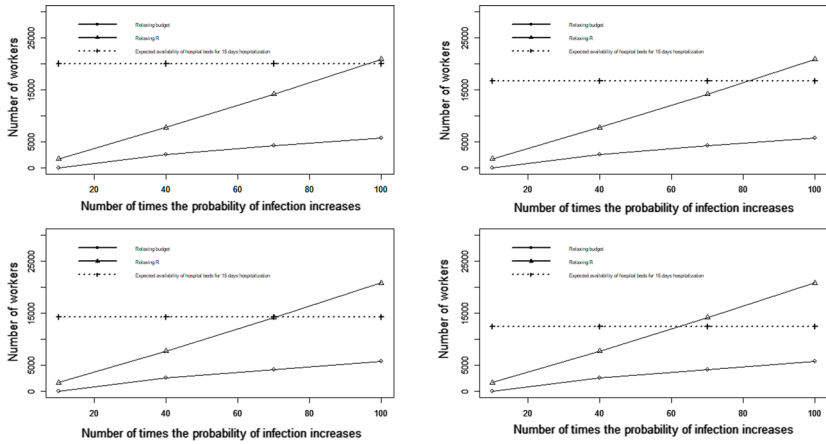 Relaxing budget
Relaxing R
Expected availability of hospital beds for 15 days hospitalization
Number of workers
0 5000 15000 25000
20 40 60 80 100
Number of times the probability of infection increases
Relaxing budget
Relaxing R
Expected availability of hospital beds for 18 days hospitalization
Number of workers
0 5000 15000 25000
20 40 60 80 100
Number of times the probability of infection increases
Relaxing budget
Relaxing R
Expected availability of hospital beds for days hospitalization
Number of workers
0 5000 15000 25000
20 40 60 80 100
Number of times the probability of infection increases
Relaxing budget
Relaxing R
Expected availability of hospital beds for days hospitalization
Number of workers
0 5000 15000 25000
20 40 60 80 100
Number of times the probability of infection increases